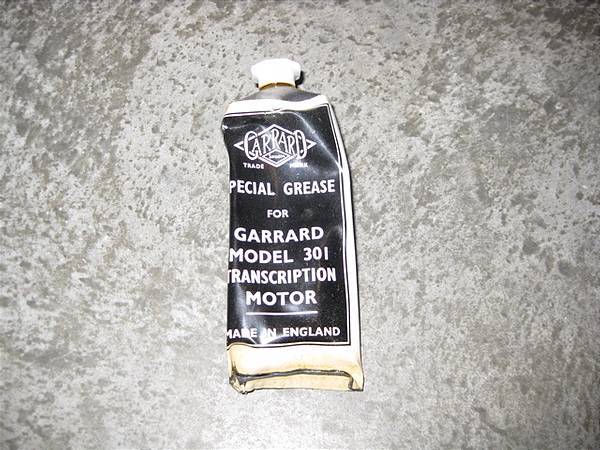 GARRARD
TRADE MARK
PECIAL GREASE
FOR
GARRARD
MODEL 301
TRANSCRIPTION
MOTOR
MADE IN ENGLAND